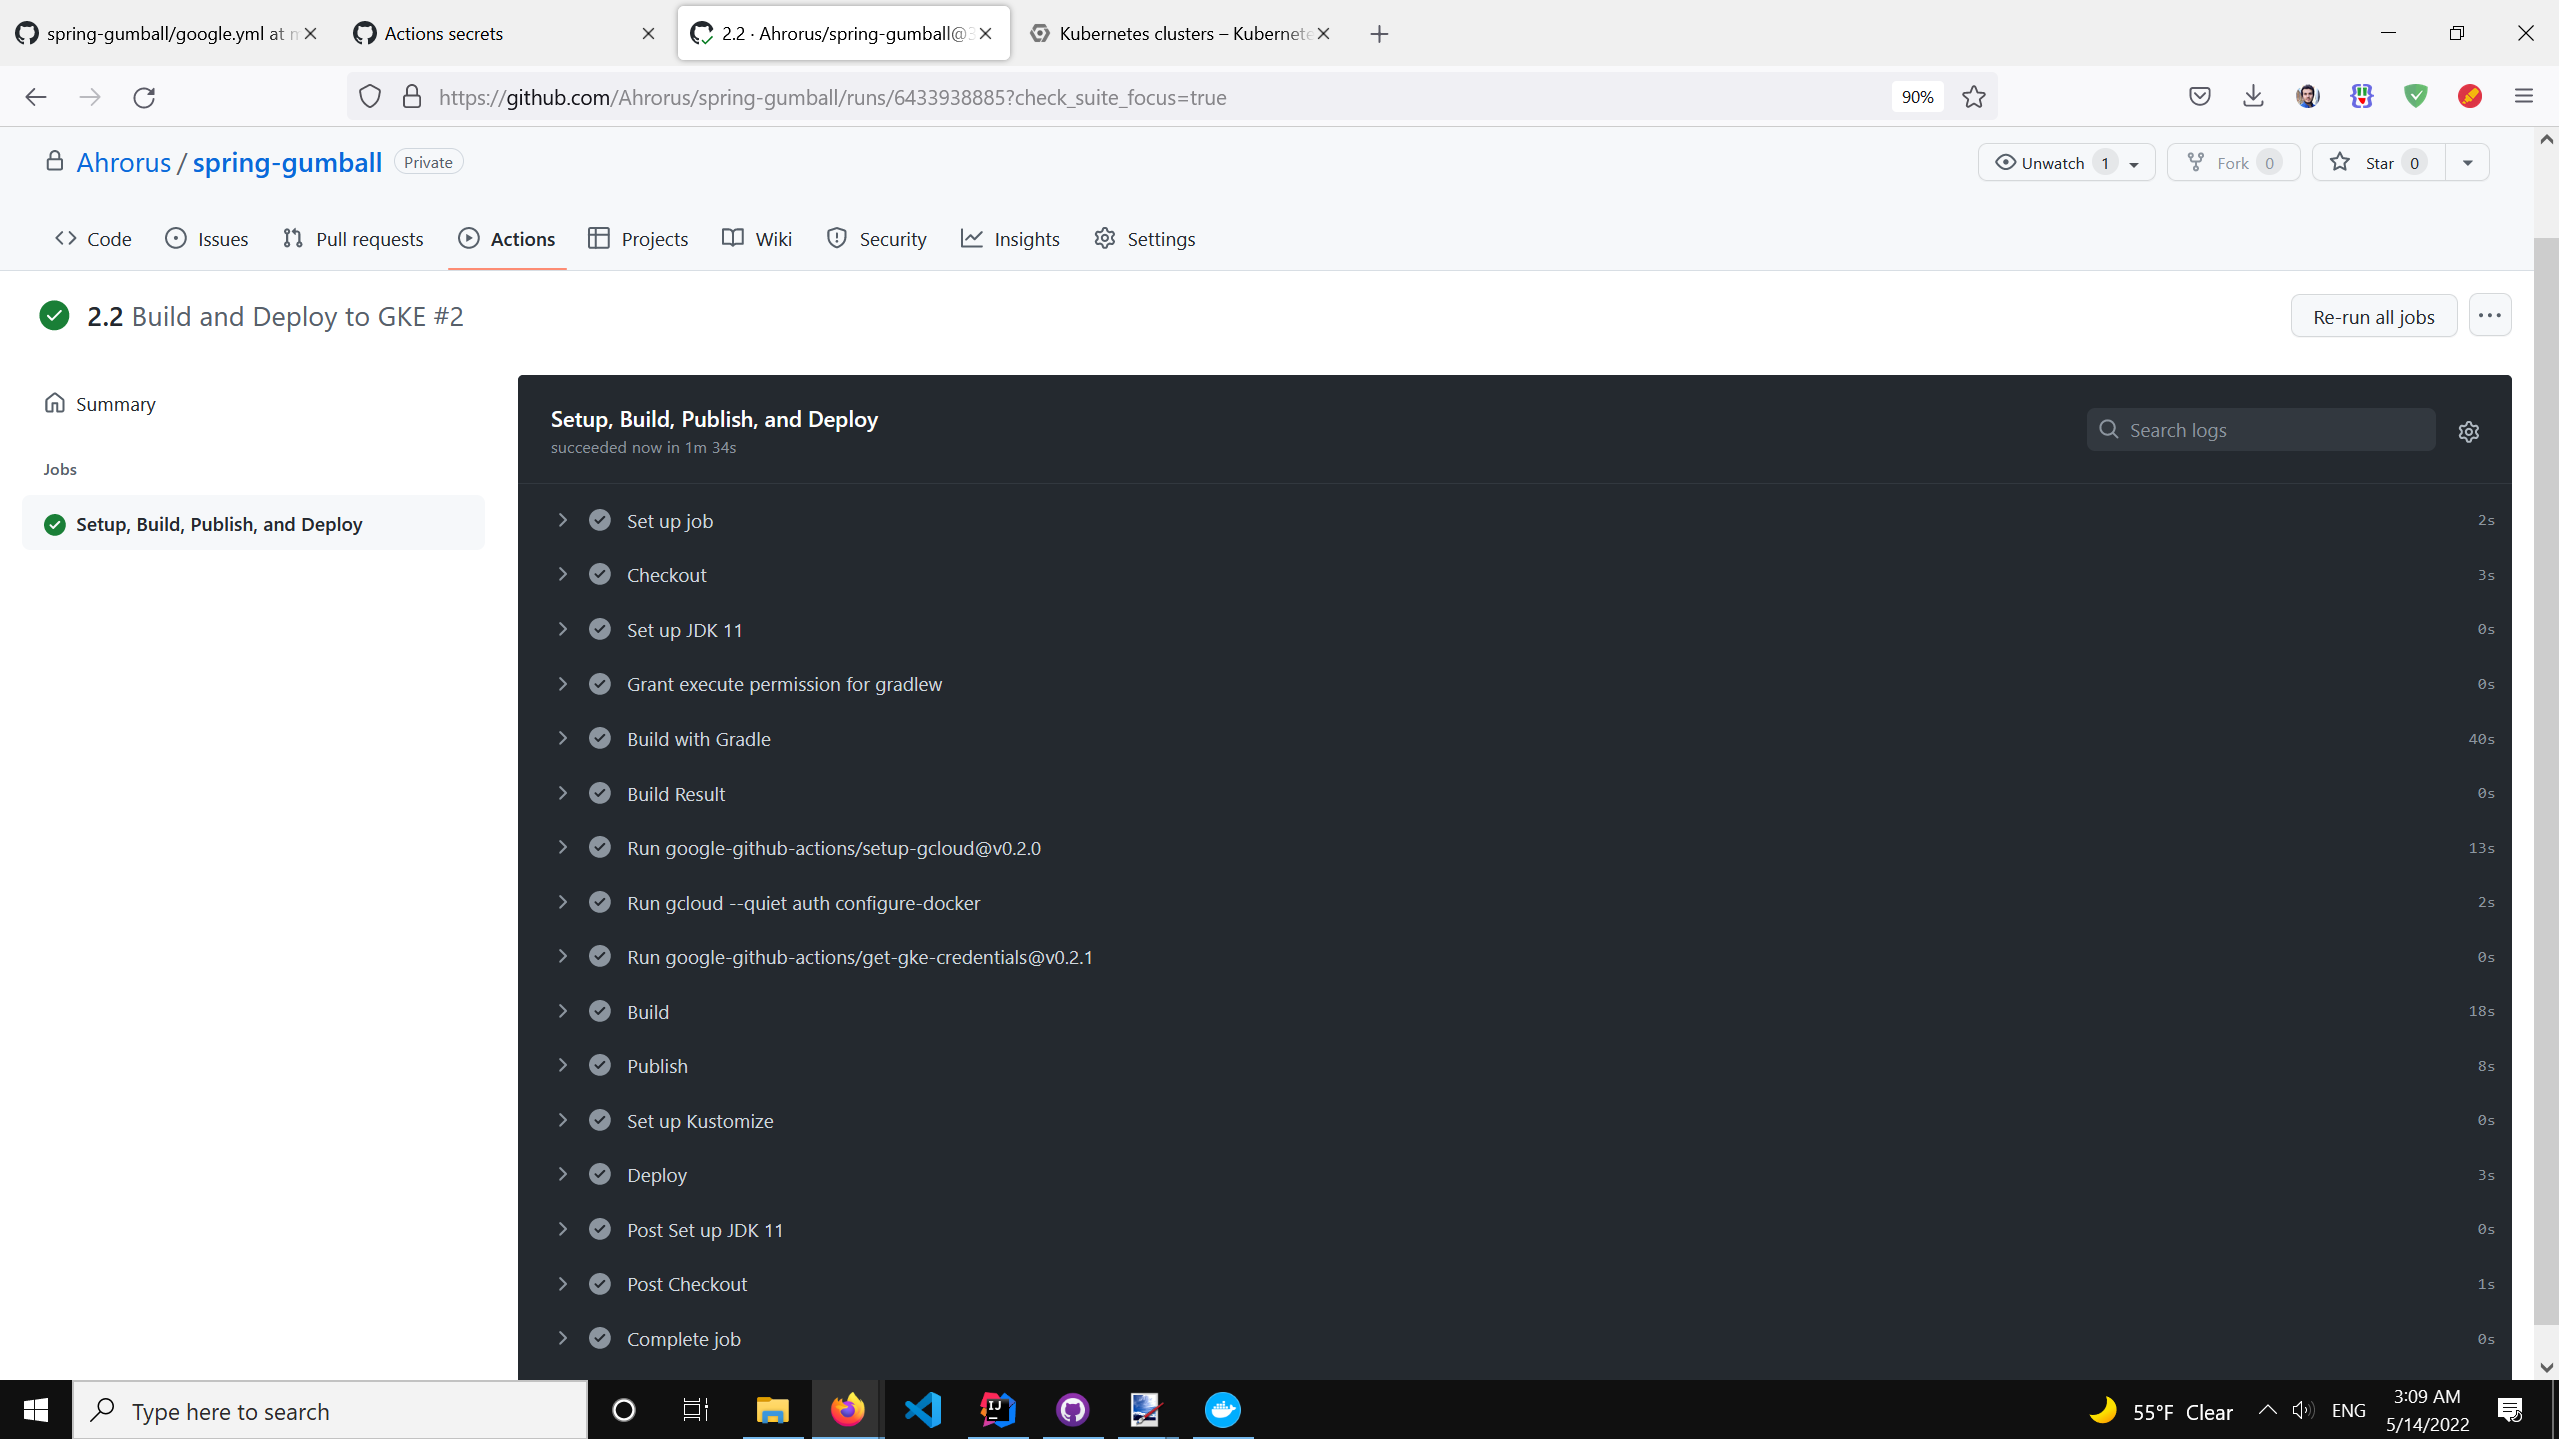 spring-gumball/google.yml at m
Actions secrets
2.2 · Ahrorus/spring-gumball@3
Kubernetes clusters – Kubernete
https://github.com/Ahrorus/spring-gumball/runs/6433938885?check_suite_focus=true
90%
Ahrorus / spring-gumball Private
Unwatch 1
Fork 0
Star 0
Code
Issues
Pull requests
Actions
Projects
Wiki
Security
Insights
Settings
2.2 Build and Deploy to GKE #2
Re-run all jobs
Summary
Jobs
Setup, Build, Publish, and Deploy
Setup, Build, Publish, and Deploy
succeeded now in 1m 34s
Search logs
Set up job 2s
Checkout 3s
Set up JDK 11 0s
Grant execute permission for gradlew 0s
Build with Gradle 40s
Build Result 0s
Run google-github-actions/setup-gcloud@v0.2.0 13s
Run gcloud --quiet auth configure-docker 2s
Run google-github-actions/get-gke-credentials@v0.2.1 0s
Build 18s
Publish 8s
Set up Kustomize 0s
Deploy 3s
Post Set up JDK 11 0s
Post Checkout 1s
Complete job 0s
Type here to search
55°F Clear
ENG
3:09 AM
5/14/2022